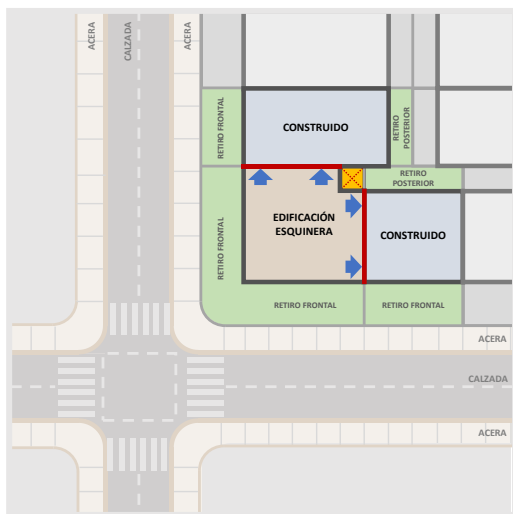 ACERA
CALZADA
ACERA
RETIRO FRONTAL
CONSTRUIDO
RETIRO
POSTERIOR
RETIRO
POSTERIOR
RETIRO FRONTAL
EDIFICACIÓN
ESQUINERA
CONSTRUIDO
RETIRO FRONTAL
RETIRO FRONTAL
ACERA
CALZADA
ACERA